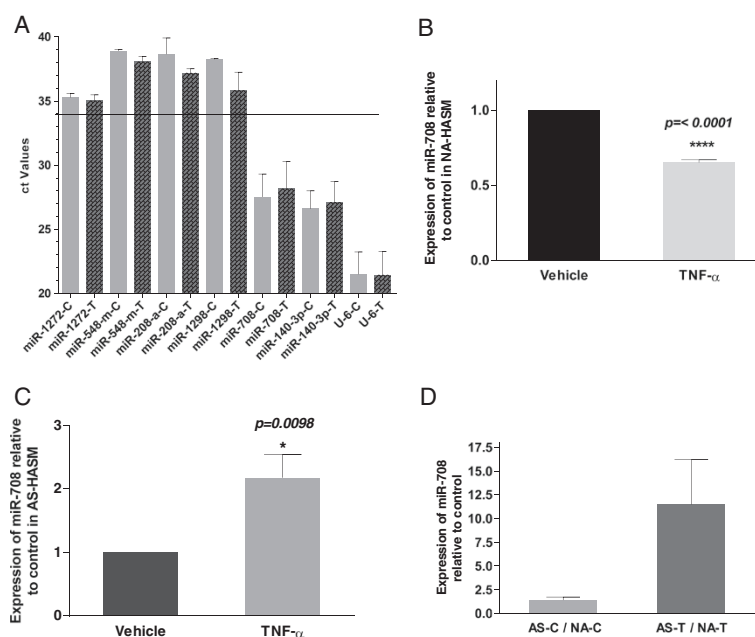 A
ct Values
40
35
30
25
20
miR-1272-C
miR-1272-T
miR-548-m-C
miR-548-m-T
miR-208-a-C
miR-208-a-T
miR-1298-C
miR-1298-T
miR-708-C
miR-708-T
miR-140-3p-C
miR-140-3p-T
U-6-C
U-6-T
B
Expression of miR-708 relative
to control in NA-HASM
1.0
0.5
0.0
p=< 0.0001
****
Vehicle
TNF-α
C
Expression of miR-708 relative
to control in AS-HASM
3
2
1
0
p=0.0098
*
Vehicle
TNF-α
D
Expression of miR-708
relative to control
17.5
15.0
12.5
10.0
7.5
5.0
2.5
0.0
AS-C / NA-C
AS-T / NA-T